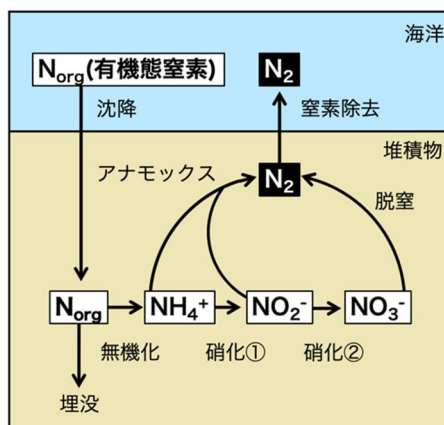 海洋
Norg(有機態窒素)
N2
沈降
窒素除去
堆積物
アナモックス
N2
脱窒
Norg
NH4+
NO2-
NO3-
無機化
硝化①
硝化②
埋没